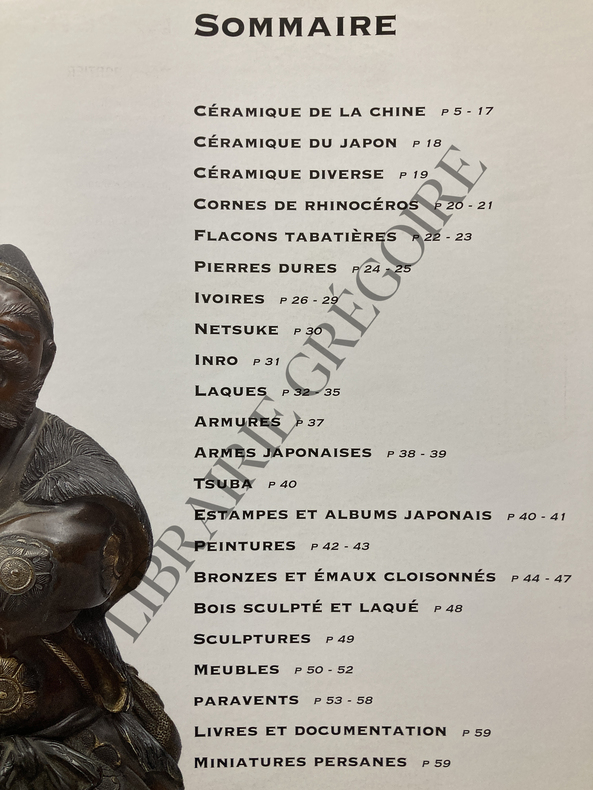 SOMMAIRE
CÉRAMIQUE DE LA CHINE P 5 - 17
CÉRAMIQUE DU JAPON P 18
CÉRAMIQUE DIVERSE P 19
CORNES DE RHINOCÉROS P 20 - 21
FLACONS TABATIÈRES P 22 - 23
PIERRES DURES P 24 - 25
IVOIRES P 26 - 29
NETSUKE P 30
INRO P 31
LAQUES P 32 - 35
ARMURES P 37
ARMES JAPONAISES P 38 - 39
TSUBA P 40
ESTAMPES ET ALBUMS JAPONAIS P 40 - 41
PEINTURES P 42 - 43
BRONZES ET ÉMAUX CLOISONNÉS P 44 - 47
BOIS SCULPTÉ ET LAQUÉ P 48
SCULPTURES P 49
MEUBLES P 50 - 52
PARAVENTS P 53 - 58
LIVRES ET DOCUMENTATION P 59
MINIATURES PERSANES P 59
LIBRAIRIE GRÉGOIRE